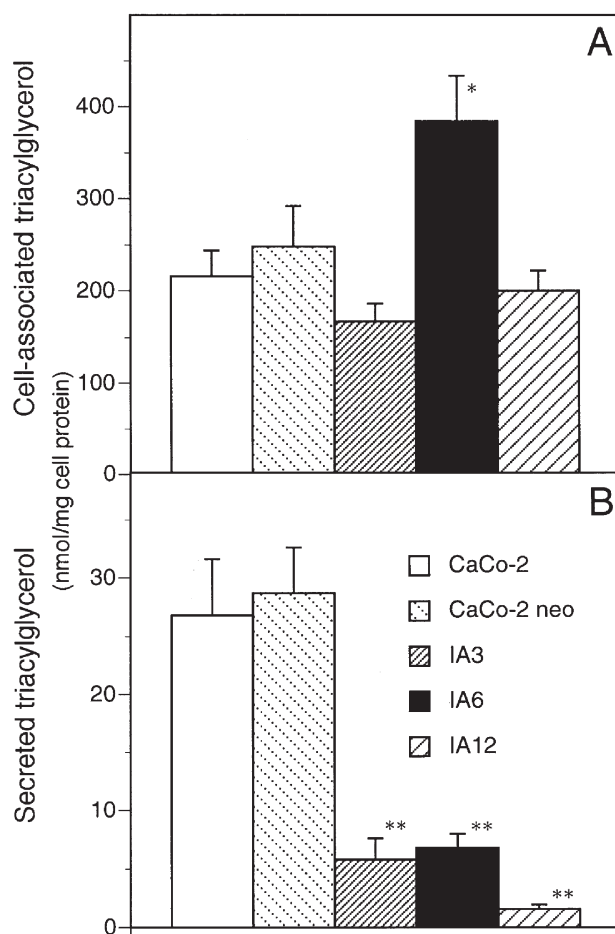 A
Cell-associated triacylglycerol
400
300
200
100
0
*
(nmol/mg cell protein)
B
Secreted triacylglycerol
30
20
10
0
CaCo-2
CaCo-2 neo
IA3
IA6
IA12
**
**
**